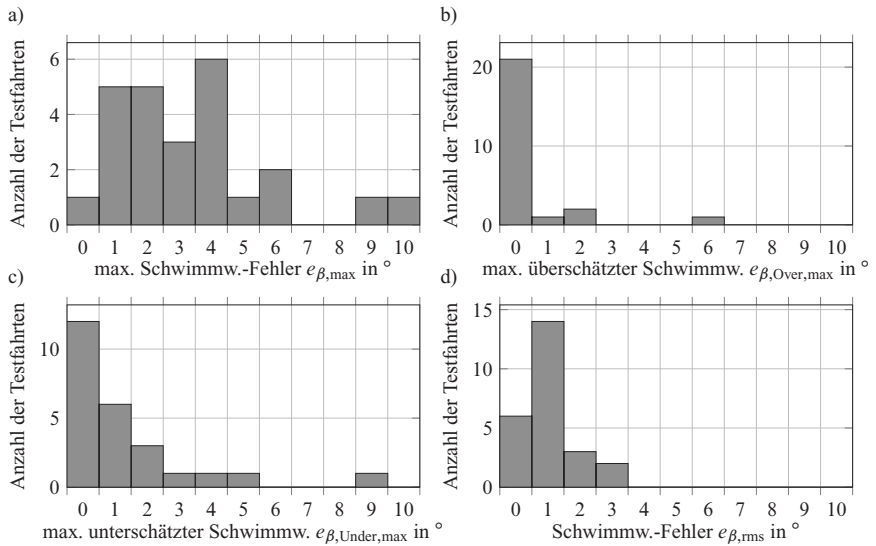 a)
Anzahl der Testfahrten
6
4
2
0
0 1 2 3 4 5 6 7 8 9 10
max. Schwimmw.-Fehler eβ,max in °
b)
Anzahl der Testfahrten
20
10
0
0 1 2 3 4 5 6 7 8 9 10
max. überschätzter Schwimmw. eβ,Over,max in °
c)
Anzahl der Testfahrten
10
5
0
0 1 2 3 4 5 6 7 8 9 10
max. unterschätzter Schwimmw. eβ,Under,max in °
d)
Anzahl der Testfahrten
15
10
5
0
0 1 2 3 4 5 6 7 8 9 10
Schwimmw.-Fehler eβ,rms in °